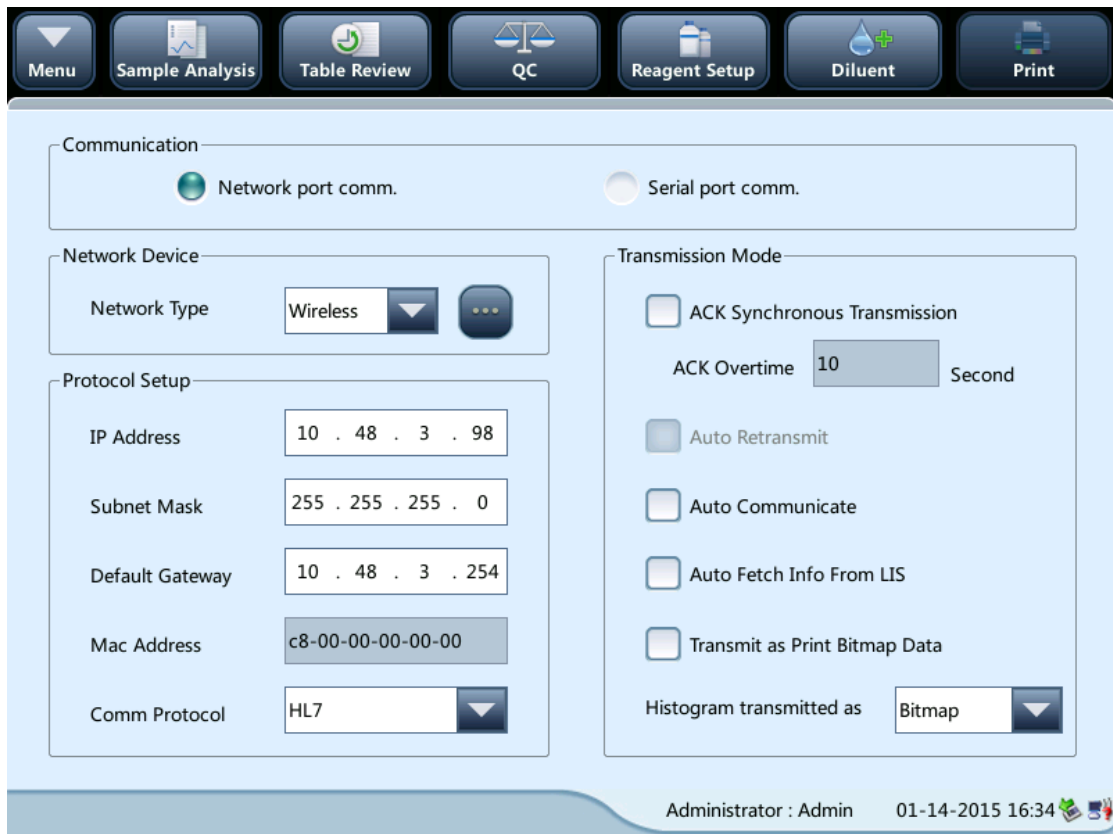 Menu
Sample Analysis
Table Review
QC
Reagent Setup
Diluent
Print
Communication
Network port comm.
Serial port comm.
Network Device
Network Type
Wireless
...
Protocol Setup
IP Address
10 . 48 . 3 . 98
Subnet Mask
255 . 255 . 255 . 0
Default Gateway
10 . 48 . 3 . 254
Mac Address
c8-00-00-00-00-00
Comm Protocol
HL7
Transmission Mode
ACK Synchronous Transmission
ACK Overtime
10
Second
Auto Retransmit
Auto Communicate
Auto Fetch Info From LIS
Transmit as Print Bitmap Data
Histogram transmitted as
Bitmap
Administrator : Admin
01-14-2015 16:34